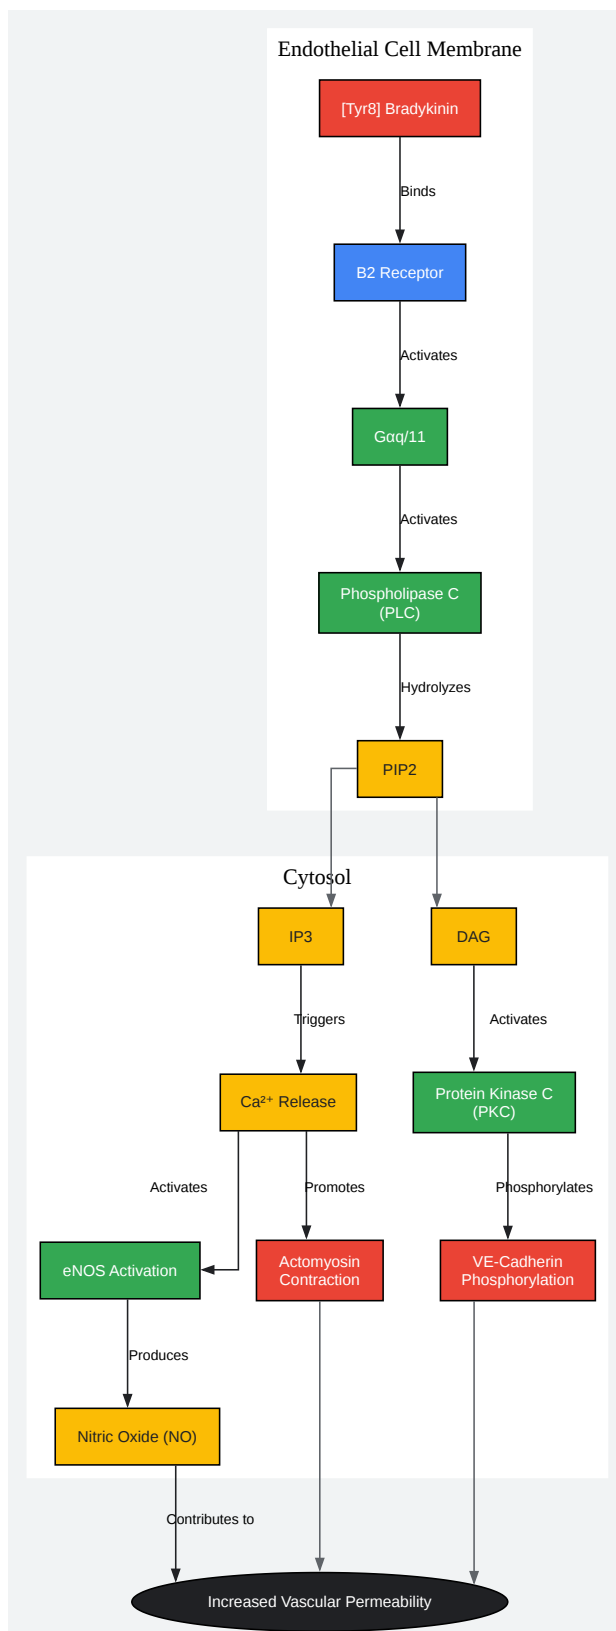 Endothelial Cell Membrane
[Tyr8] Bradykinin
Binds
B2 Receptor
Activates
Gαq/11
Activates
Phospholipase C
(PLC)
Hydrolyzes
PIP2
Cytosol
IP3
DAG
Triggers
Activates
Ca²⁺ Release
Protein Kinase C
(PKC)
Activates
Promotes
Phosphorylates
eNOS Activation
Actomyosin
Contraction
VE-Cadherin
Phosphorylation
Produces
Nitric Oxide (NO)
Contributes to
Increased Vascular Permeability